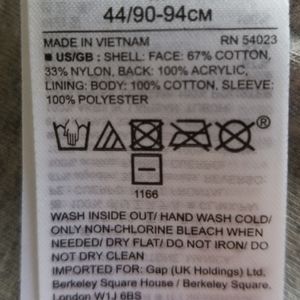 44/90-94CM
MADE IN VIETNAM RN 54023
■ US/GB : SHELL: FACE: 67% COTTON,
33% NYLON, BACK: 100% ACRYLIC,
LINING: BODY: 100% COTTON, SLEEVE:
100% POLYESTER
®
1166
WASH INSIDE OUT/ HAND WASH COLD/
ONLY NON-CHLORINE BLEACH WHEN
NEEDED/ DRY FLAT/ DO NOT IRON/ DO
NOT DRY CLEAN
IMPORTED FOR: Gap (UK Holdings) Ltd.
Berkeley Square House / Berkeley Square,
London W1J 6BS